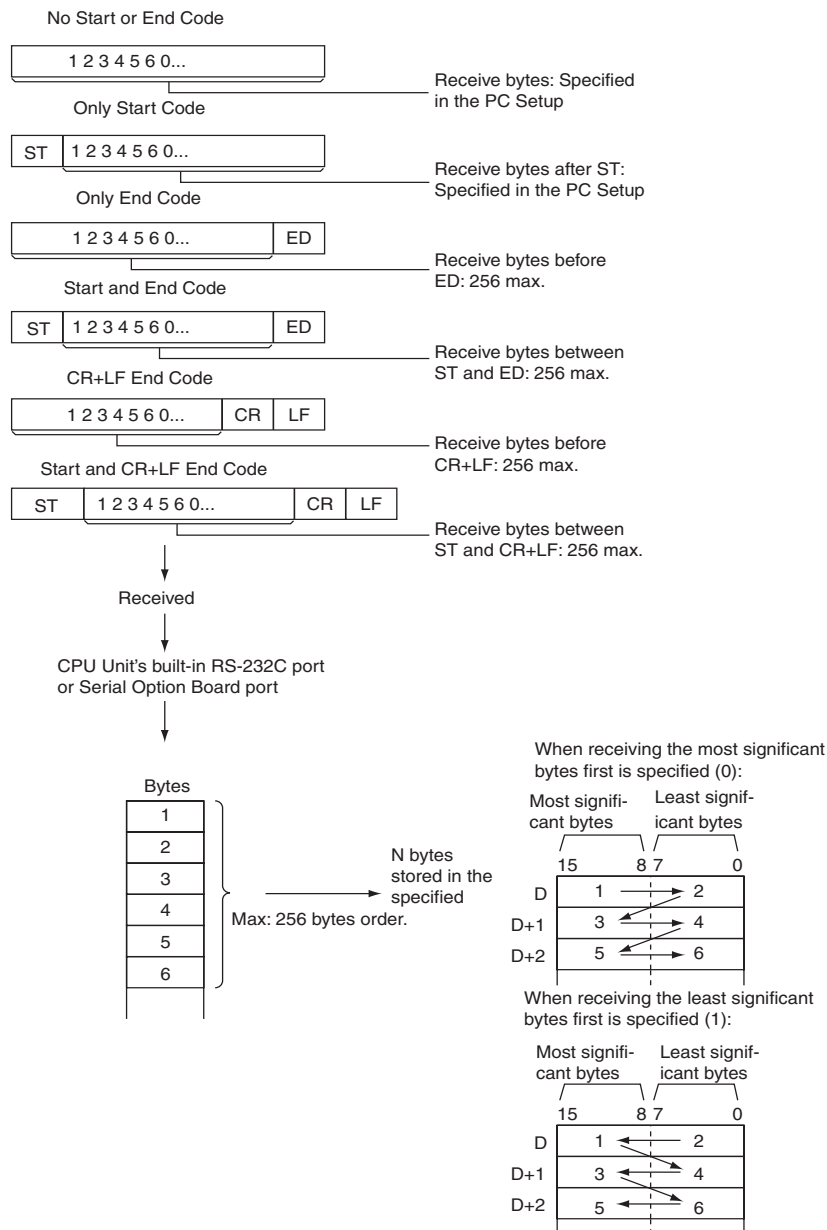 No Start or End Code
1 2 3 4 5 6 0...
Receive bytes: Specified
in the PC Setup
Only Start Code
ST 1 2 3 4 5 6 0...
Receive bytes after ST:
Specified in the PC Setup
Only End Code
1 2 3 4 5 6 0... ED
Receive bytes before
ED: 256 max.
Start and End Code
ST 1 2 3 4 5 6 0... ED
Receive bytes between
ST and ED: 256 max.
CR+LF End Code
1 2 3 4 5 6 0... CR LF
Receive bytes before
CR+LF: 256 max.
Start and CR+LF End Code
ST 1 2 3 4 5 6 0... CR LF
Receive bytes between
ST and CR+LF: 256 max.
Received
CPU Unit's built-in RS-232C port
or Serial Option Board port
Bytes
1
2
3
4
5
6
Max: 256 bytes
N bytes
stored in the
specified
order.
When receiving the most significant
bytes first is specified (0):
Most signifi-
cant bytes
Least signif-
icant bytes
15 8 7 0
D 1 2
D+1 3 4
D+2 5 6
When receiving the least significant
bytes first is specified (1):
Most signifi-
cant bytes
Least signif-
icant bytes
15 8 7 0
D 1 2
D+1 3 4
D+2 5 6